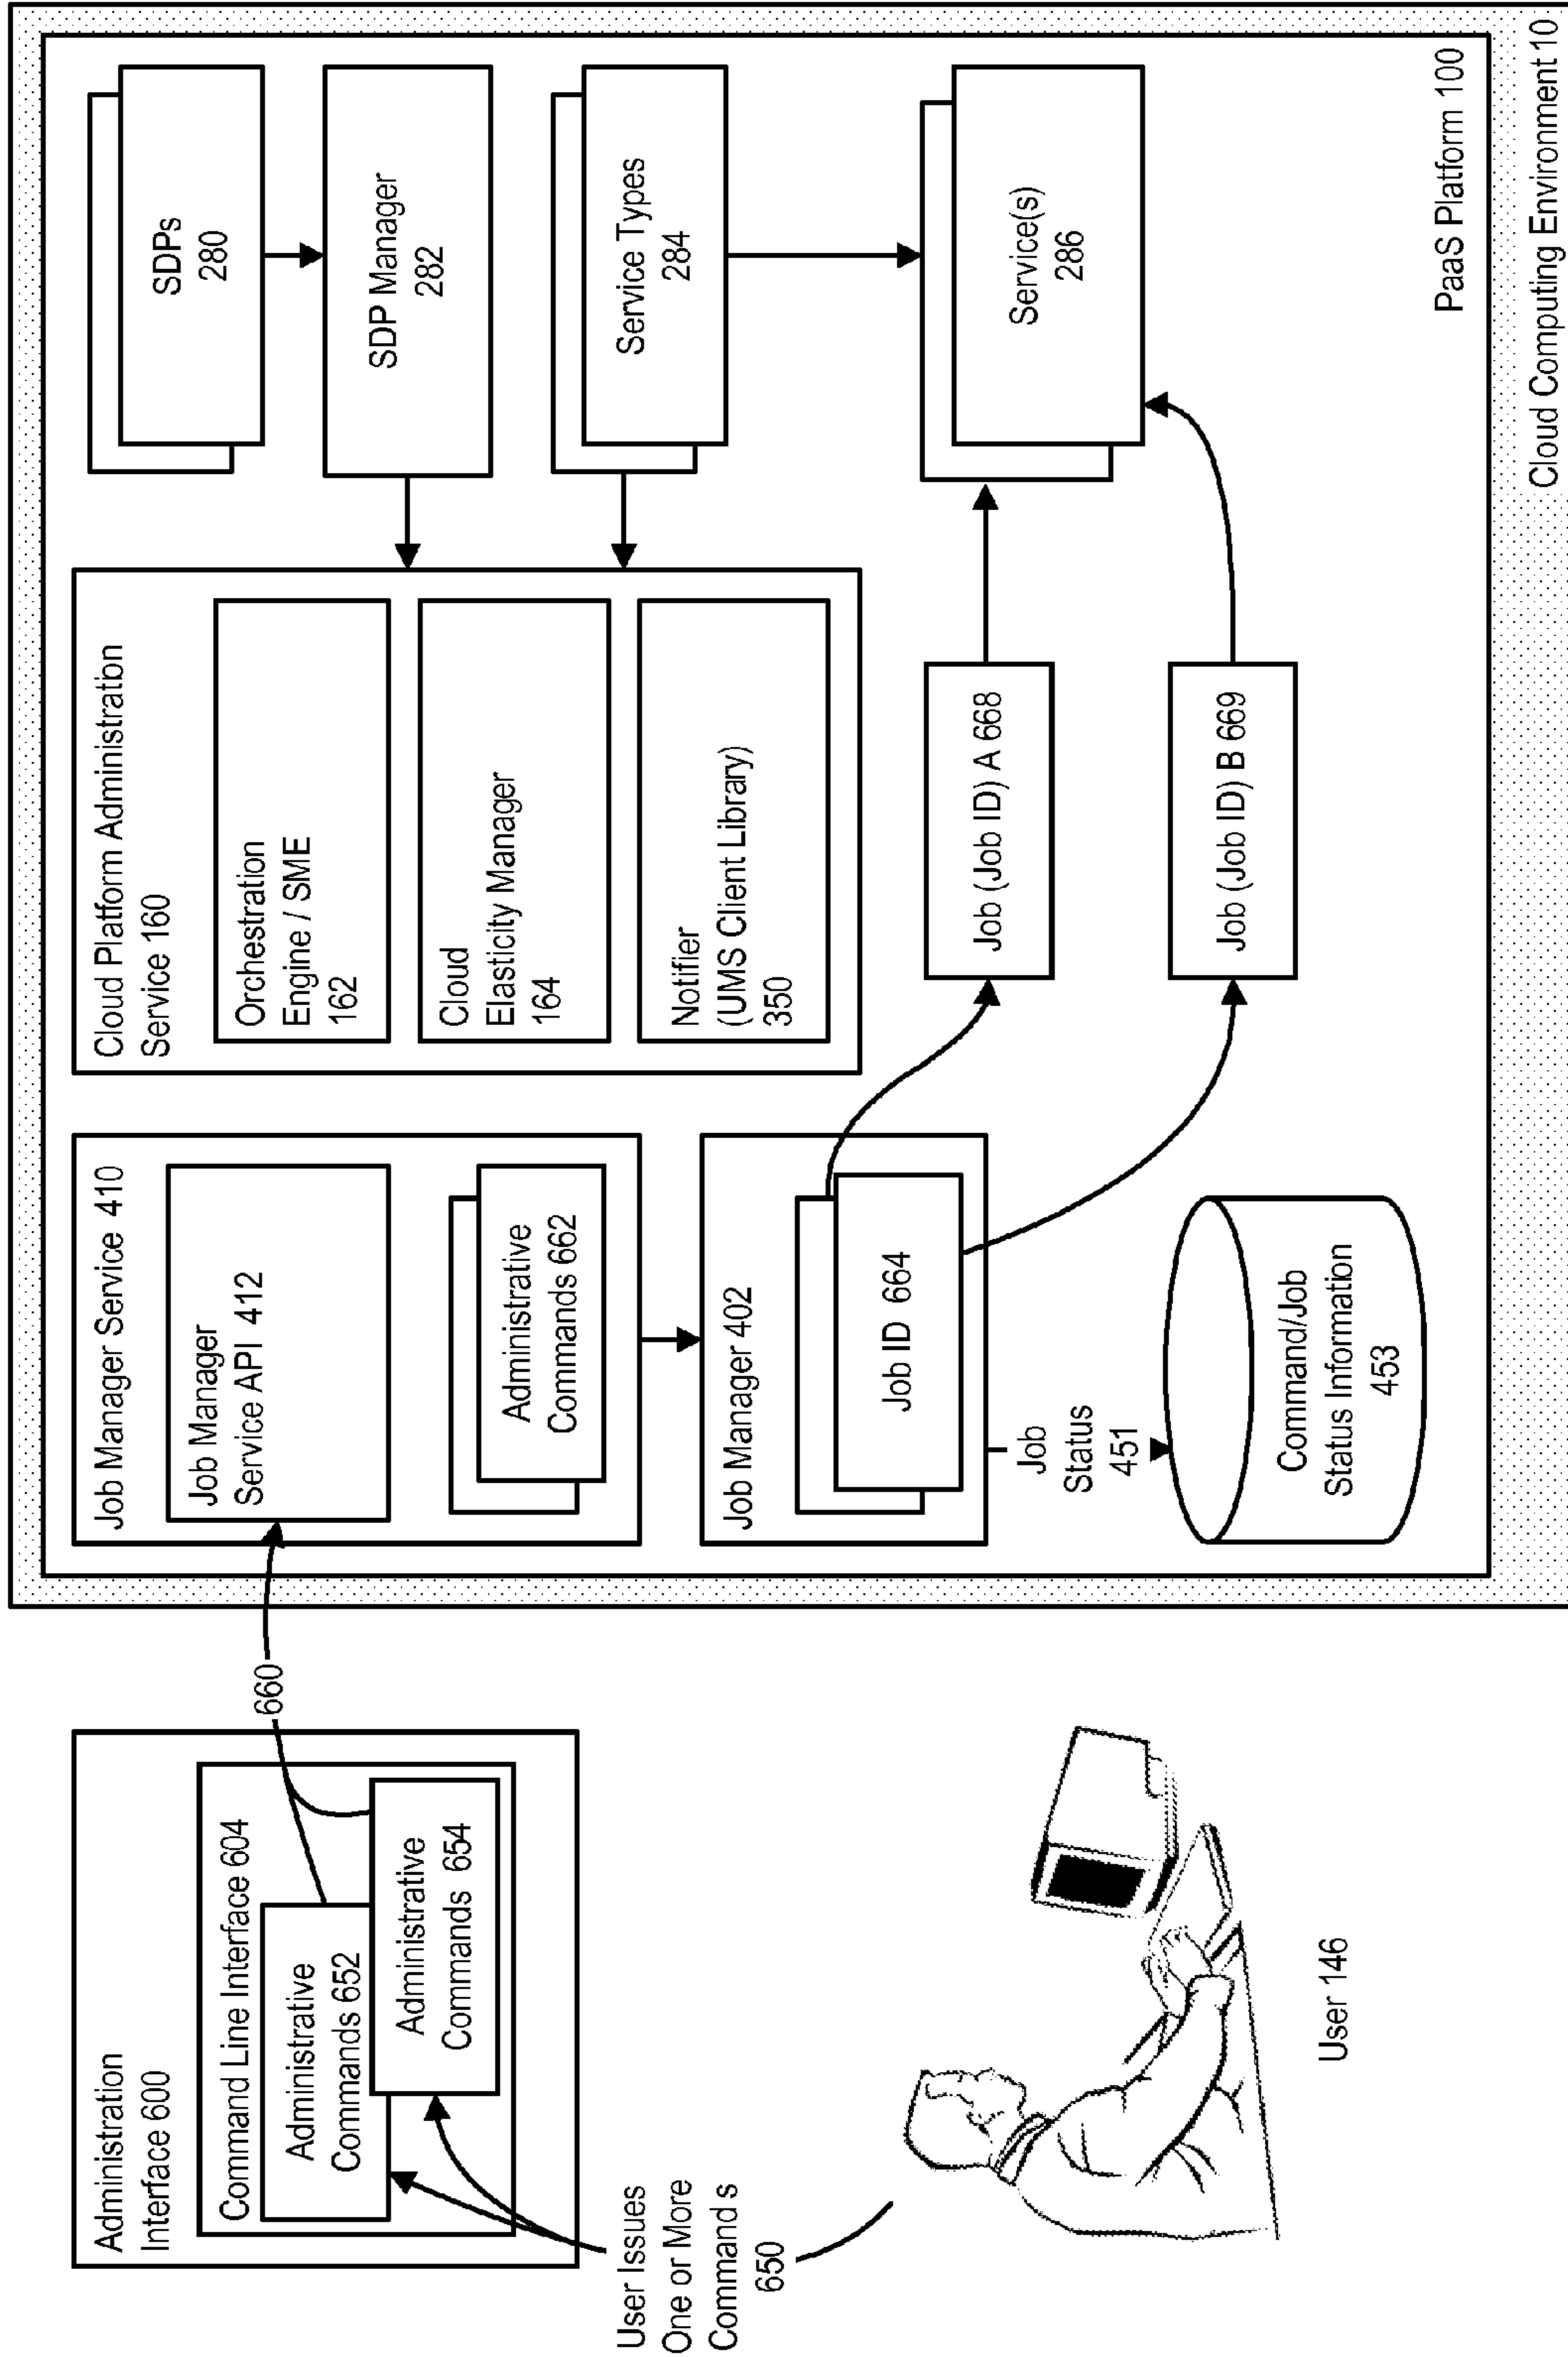 Administration
Interface 600
Command Line Interface 604
Administrative
Commands 652
Administrative
Commands 654
User Issues
One or More
Command s
650
User 146
660
Job Manager Service 410
Job Manager
Service API 412
Administrative
Commands 662
Job Manager 402
Job ID 664
Job
Status
451
Command/Job
Status Information
453
Cloud Platform Administration
Service 160
Orchestration
Engine / SME
162
Cloud
Elasticity Manager
164
Notifier
(UMS Client Library)
350
Job (Job ID) A 668
Job (Job ID) B 669
SDPs
280
SDP Manager
282
Service Types
284
Service(s)
286
PaaS Platform 100
Cloud Computing Environment 10